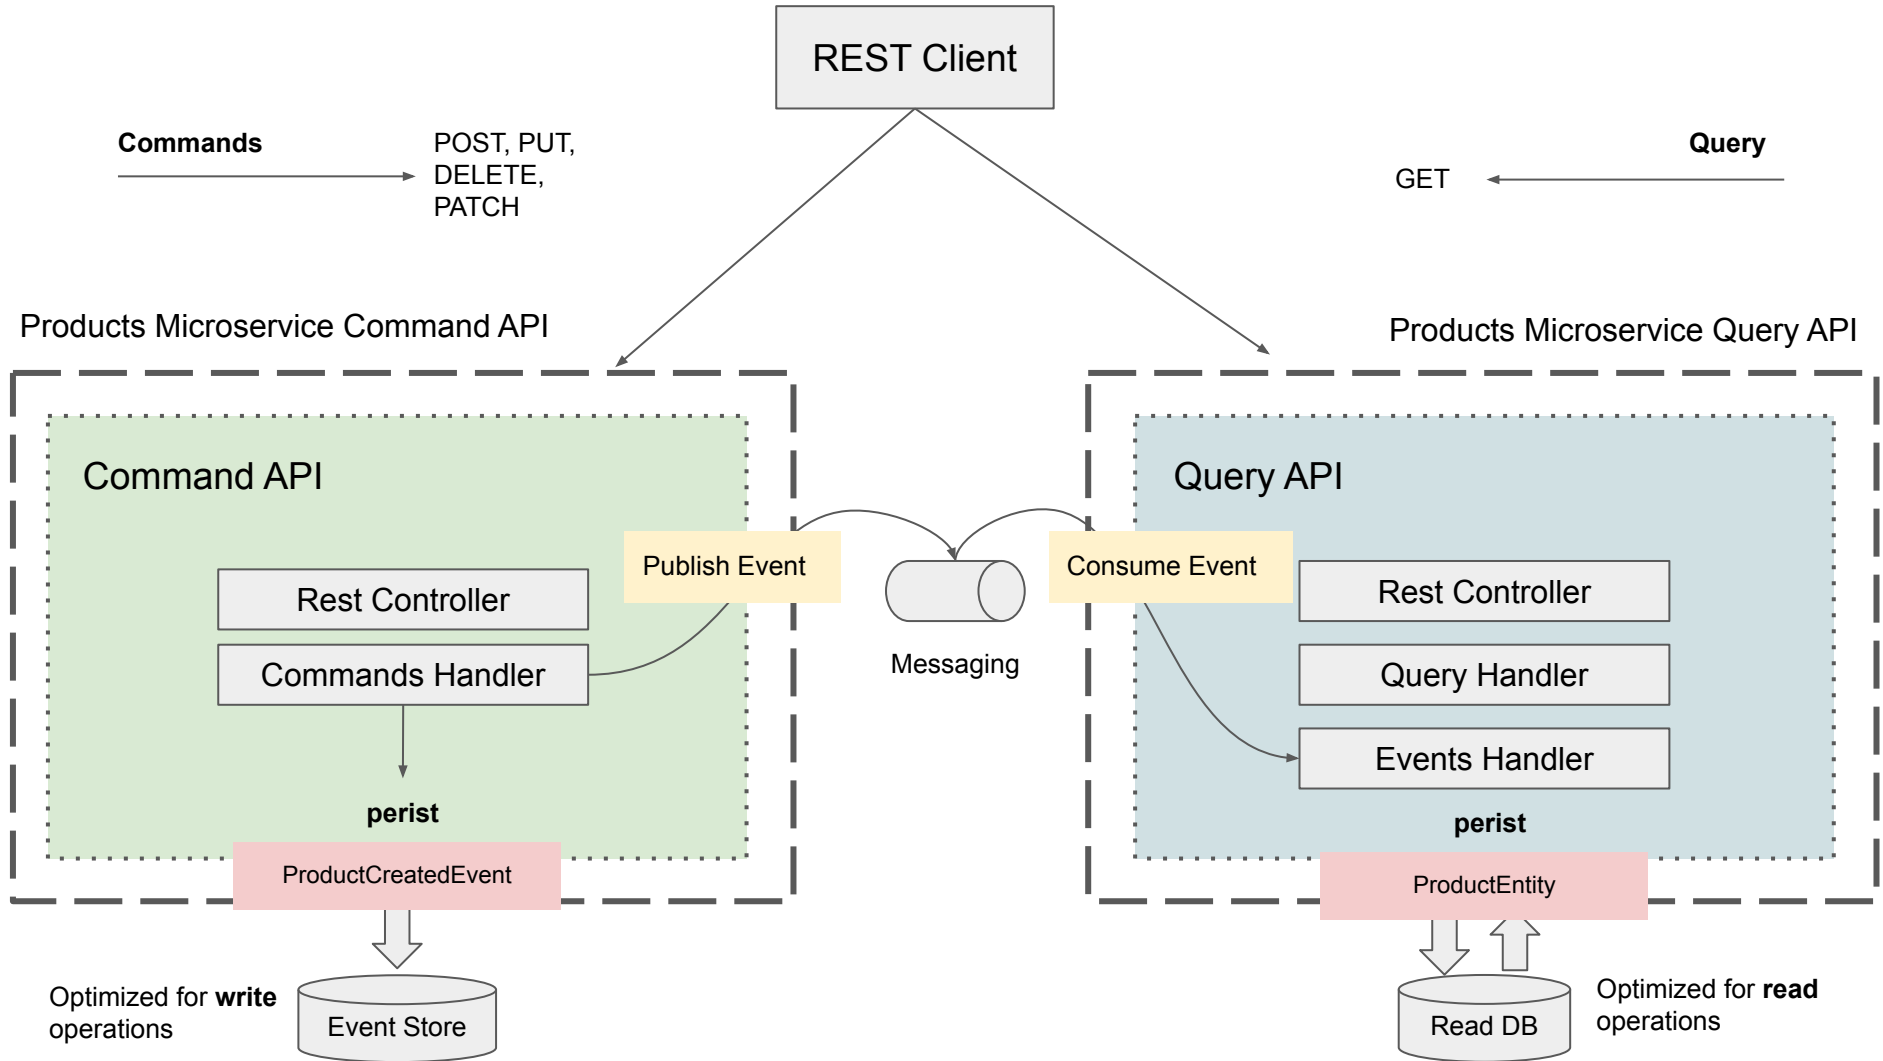 REST Client
Commands
POST, PUT,
DELETE,
PATCH
Query
GET
Products Microservice Command API
Products Microservice Query API
Command API
Query API
Publish Event
Consume Event
Rest Controller
Commands Handler
Messaging
Rest Controller
Query Handler
Events Handler
perist
perist
ProductCreatedEvent
ProductEntity
Optimized for write
operations
Event Store
Read DB
Optimized for read
operations